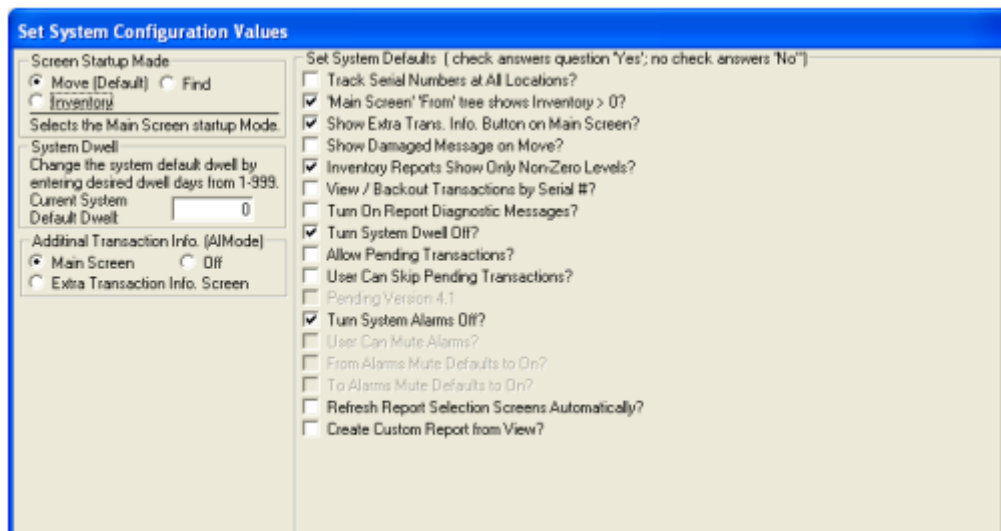 Set System Configuration Values
Screen Startup Made
Move (Default) Find
Inventory
Selects the Main Screen startup Mode.
System Dwell
Change the system default dwell by
entering desired dwell days from 1-999.
Current System
Default Dwell: 0
Additinal Transaction Info. (AIMode)
Main Screen Off
Extra Transaction Info. Screen
Set System Defaults ( check answers question 'Yes'; no check answers 'No'')
Track Serial Numbers at All Locations?
'Main Screen' 'From' tree shows Inventory > 0?
Show Extra Trans. Info. Button on Main Screen?
Show Damaged Message on Move?
Inventory Reports Show Only Non-Zero Levels?
View / Backout Transactions by Serial #?
Turn On Report Diagnostic Messages?
Turn System Dwell Off?
Allow Pending Transactions?
User Can Skip Pending Transactions?
Pending Version 4.1
Turn System Alarms Off?
User Can Mute Alarms?
From Alarms Mute Defaults to On?
To Alarms Mute Defaults to On?
Refresh Report Selection Screens Automatically?
Create Custom Report from View?